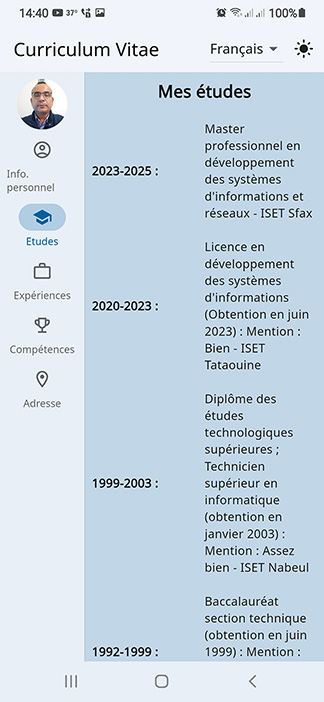 14:40 37° 100%
Curriculum Vitae
Français
Mes études
Info.
personnel
Etudes
Expériences
Compétences
Adresse
2023-2025 :
Master
professionnel en
développement
des systèmes
d'informations et
réseaux - ISET Sfax
2020-2023 :
Licence en
développement
des systèmes
d'informations
(Obtention en juin
2023) : Mention :
Bien - ISET
Tataouine
1999-2003 :
Diplôme des
études
technologiques
supérieures ;
Technicien
supérieur en
informatique
(obtention en
janvier 2003) :
Mention : Assez
bien - ISET Nabeul
1992-1999 :
Baccalauréat
section technique
(obtention en juin
1999) : Mention :